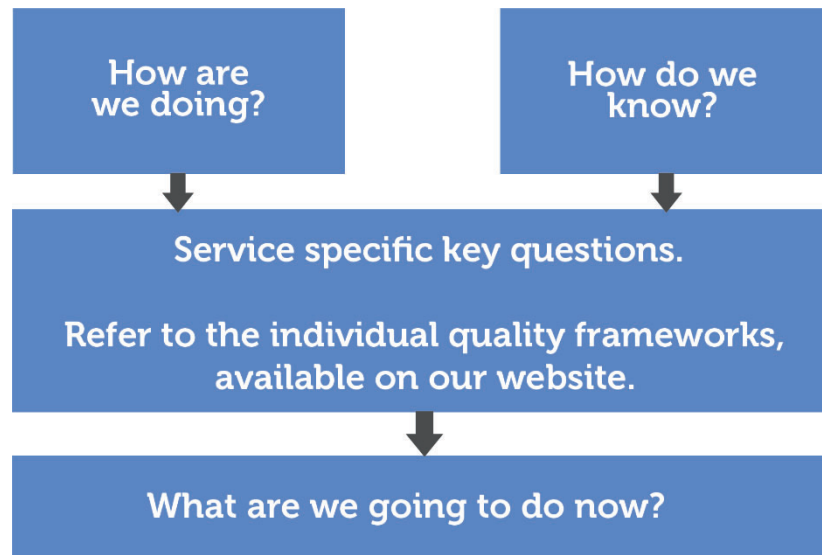 How are
we doing?
How do we
know?
Service specific key questions.
Refer to the individual quality frameworks,
available on our website.
What are we going to do now?